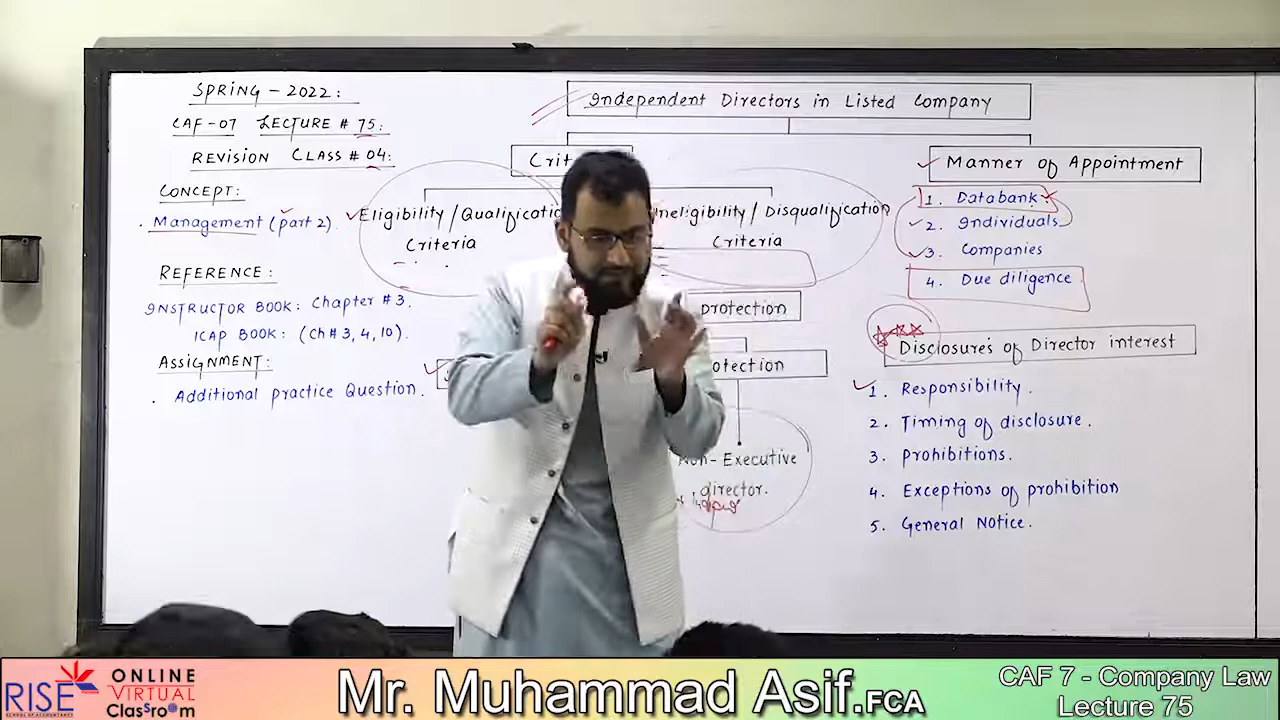 SPRING - 2022:
CAF-07 LECTURE # 75:
REVISION CLASS # 04:
CONCEPT:
. Management (part 2).
REFERENCE:
INSTRUCTOR BOOK: Chapter # 3.
ICAP BOOK: (Ch # 3, 4, 10).
ASSIGNMENT:
. Additional practice Question.
Independent Directors in Listed Company
Eligibility / Qualification
Criteria
Ineligibility / Disqualification
Criteria
protection
Non-Executive
director.
Manner of Appointment
1. Databank
2. Individuals
3. Companies
4. Due diligence
Disclosures of Director interest
1. Responsibility.
2. Timing of disclosure.
3. prohibitions.
4. Exceptions of prohibition
5. General Notice.
RISE
SCHOOL OF ACCOUNTANCY
ONLINE
VIRTUAL
Classroom
Mr. Muhammad Asif.FCA
CAF 7 - Company Law
Lecture 75